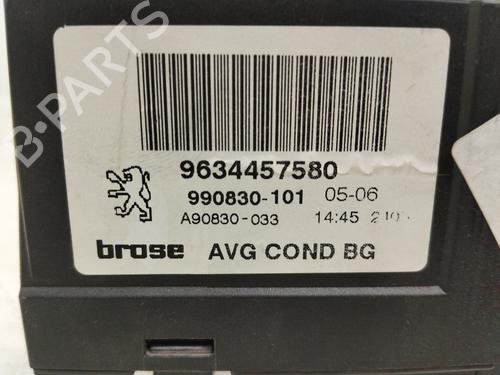 B-PARTS
9634457580
990830-101 05-06
A90830-033 14:45
brose AVG COND BG